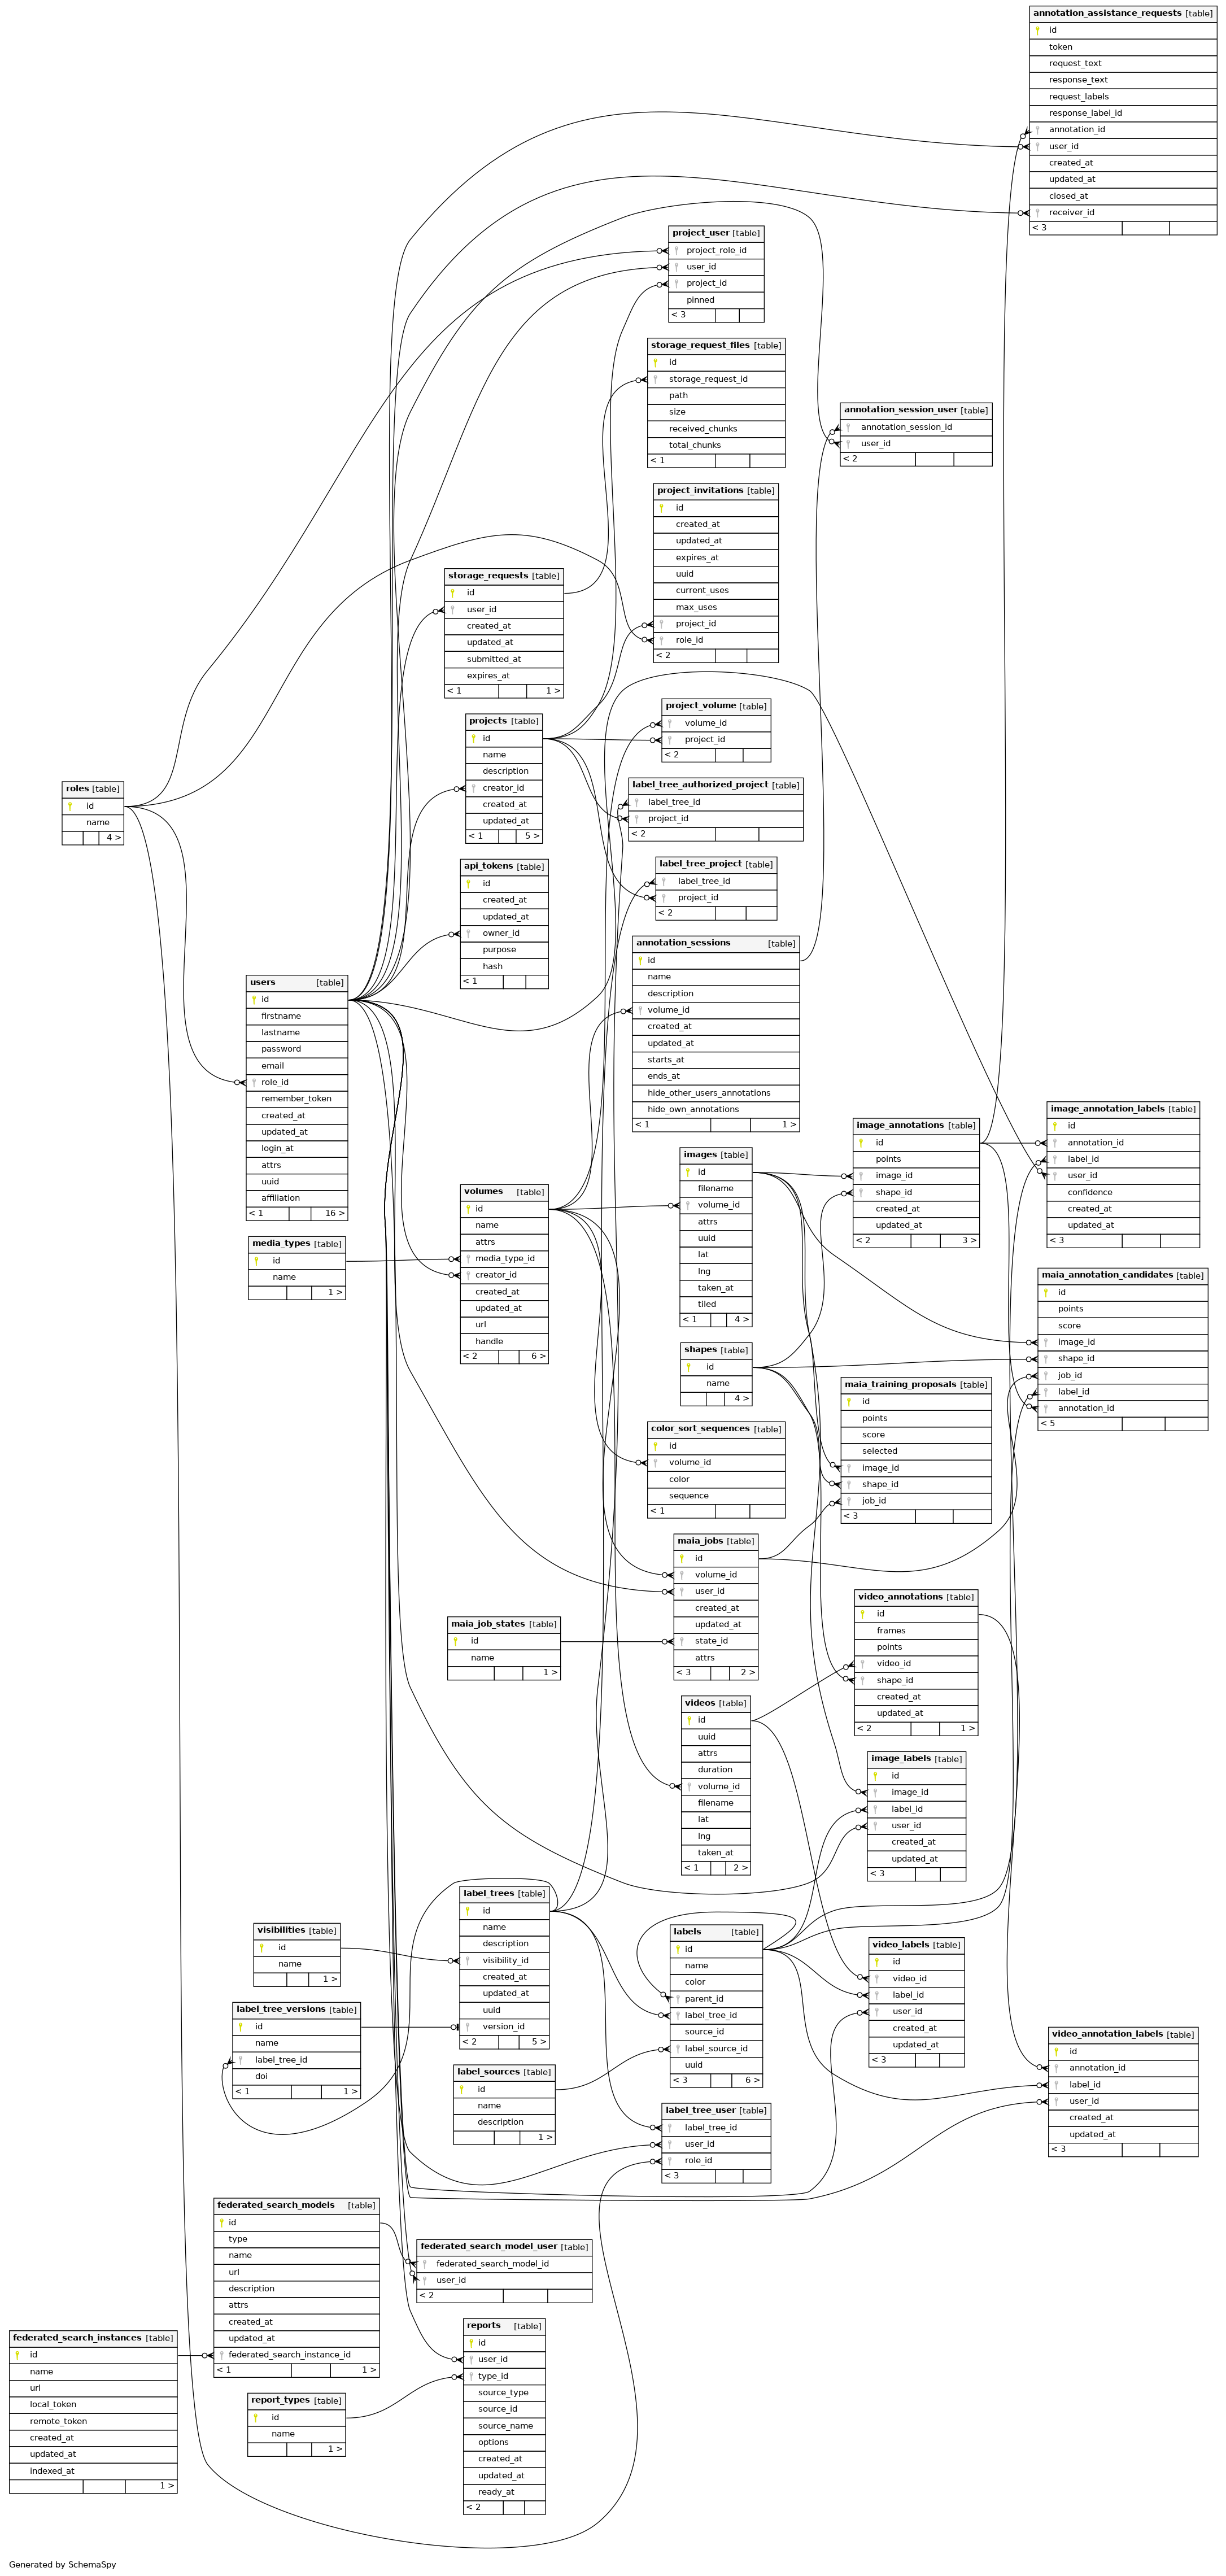 annotation_assistance_requests [table]
id
token
request_text
response_text
request_labels
response_label_id
annotation_id
user_id
created_at
updated_at
closed_at
receiver_id
< 3
project_user [table]
project_role_id
user_id
project_id
pinned
< 3
storage_request_files [table]
id
storage_request_id
path
size
received_chunks
total_chunks
< 1
annotation_session_user [table]
annotation_session_id
user_id
< 2
project_invitations [table]
id
created_at
updated_at
expires_at
uuid
current_uses
max_uses
project_id
role_id
< 2
storage_requests [table]
id
user_id
created_at
updated_at
submitted_at
expires_at
< 1 1 >
project_volume [table]
volume_id
project_id
< 2
projects [table]
id
name
description
creator_id
created_at
updated_at
< 1 5 >
label_tree_authorized_project [table]
label_tree_id
project_id
< 2
roles [table]
id
name
4 >
label_tree_project [table]
label_tree_id
project_id
< 2
api_tokens [table]
id
created_at
updated_at
owner_id
purpose
hash
< 1
annotation_sessions [table]
id
name
description
volume_id
created_at
updated_at
starts_at
ends_at
hide_other_users_annotations
hide_own_annotations
< 1 1 >
users [table]
id
firstname
lastname
password
email
role_id
remember_token
created_at
updated_at
login_at
attrs
uuid
affiliation
< 1 16 >
image_annotation_labels [table]
id
annotation_id
label_id
user_id
confidence
created_at
updated_at
< 3
image_annotations [table]
id
points
image_id
shape_id
created_at
updated_at
< 2 3 >
images [table]
id
filename
volume_id
attrs
uuid
lat
lng
taken_at
tiled
< 1 4 >
volumes [table]
id
name
attrs
media_type_id
creator_id
created_at
updated_at
url
handle
< 2 6 >
media_types [table]
id
name
1 >
maia_annotation_candidates [table]
id
points
score
image_id
shape_id
job_id
label_id
annotation_id
< 5
shapes [table]
id
name
4 >
maia_training_proposals [table]
id
points
score
selected
image_id
shape_id
job_id
< 3
color_sort_sequences [table]
id
volume_id
color
sequence
< 1
maia_jobs [table]
id
volume_id
user_id
created_at
updated_at
state_id
attrs
< 3 2 >
maia_job_states [table]
id
name
1 >
video_annotations [table]
id
frames
points
video_id
shape_id
created_at
updated_at
< 2 1 >
videos [table]
id
uuid
attrs
duration
volume_id
filename
lat
lng
taken_at
< 1 2 >
image_labels [table]
id
image_id
label_id
user_id
created_at
updated_at
< 3
label_trees [table]
id
name
description
visibility_id
created_at
updated_at
uuid
version_id
< 2 5 >
visibilities [table]
id
name
1 >
labels [table]
id
name
color
parent_id
label_tree_id
source_id
label_source_id
uuid
< 3 6 >
video_labels [table]
id
video_id
label_id
user_id
created_at
updated_at
< 3
label_tree_versions [table]
id
name
label_tree_id
doi
< 1 1 >
video_annotation_labels [table]
id
annotation_id
label_id
user_id
created_at
updated_at
< 3
label_sources [table]
id
name
description
1 >
label_tree_user [table]
label_tree_id
user_id
role_id
< 3
federated_search_models [table]
id
type
name
url
description
attrs
created_at
updated_at
federated_search_instance_id
< 1 1 >
federated_search_model_user [table]
federated_search_model_id
user_id
< 2
reports [table]
id
user_id
type_id
source_type
source_id
source_name
options
created_at
updated_at
ready_at
< 2
federated_search_instances [table]
id
name
url
local_token
remote_token
created_at
updated_at
indexed_at
1 >
report_types [table]
id
name
1 >
Generated by SchemaSpy